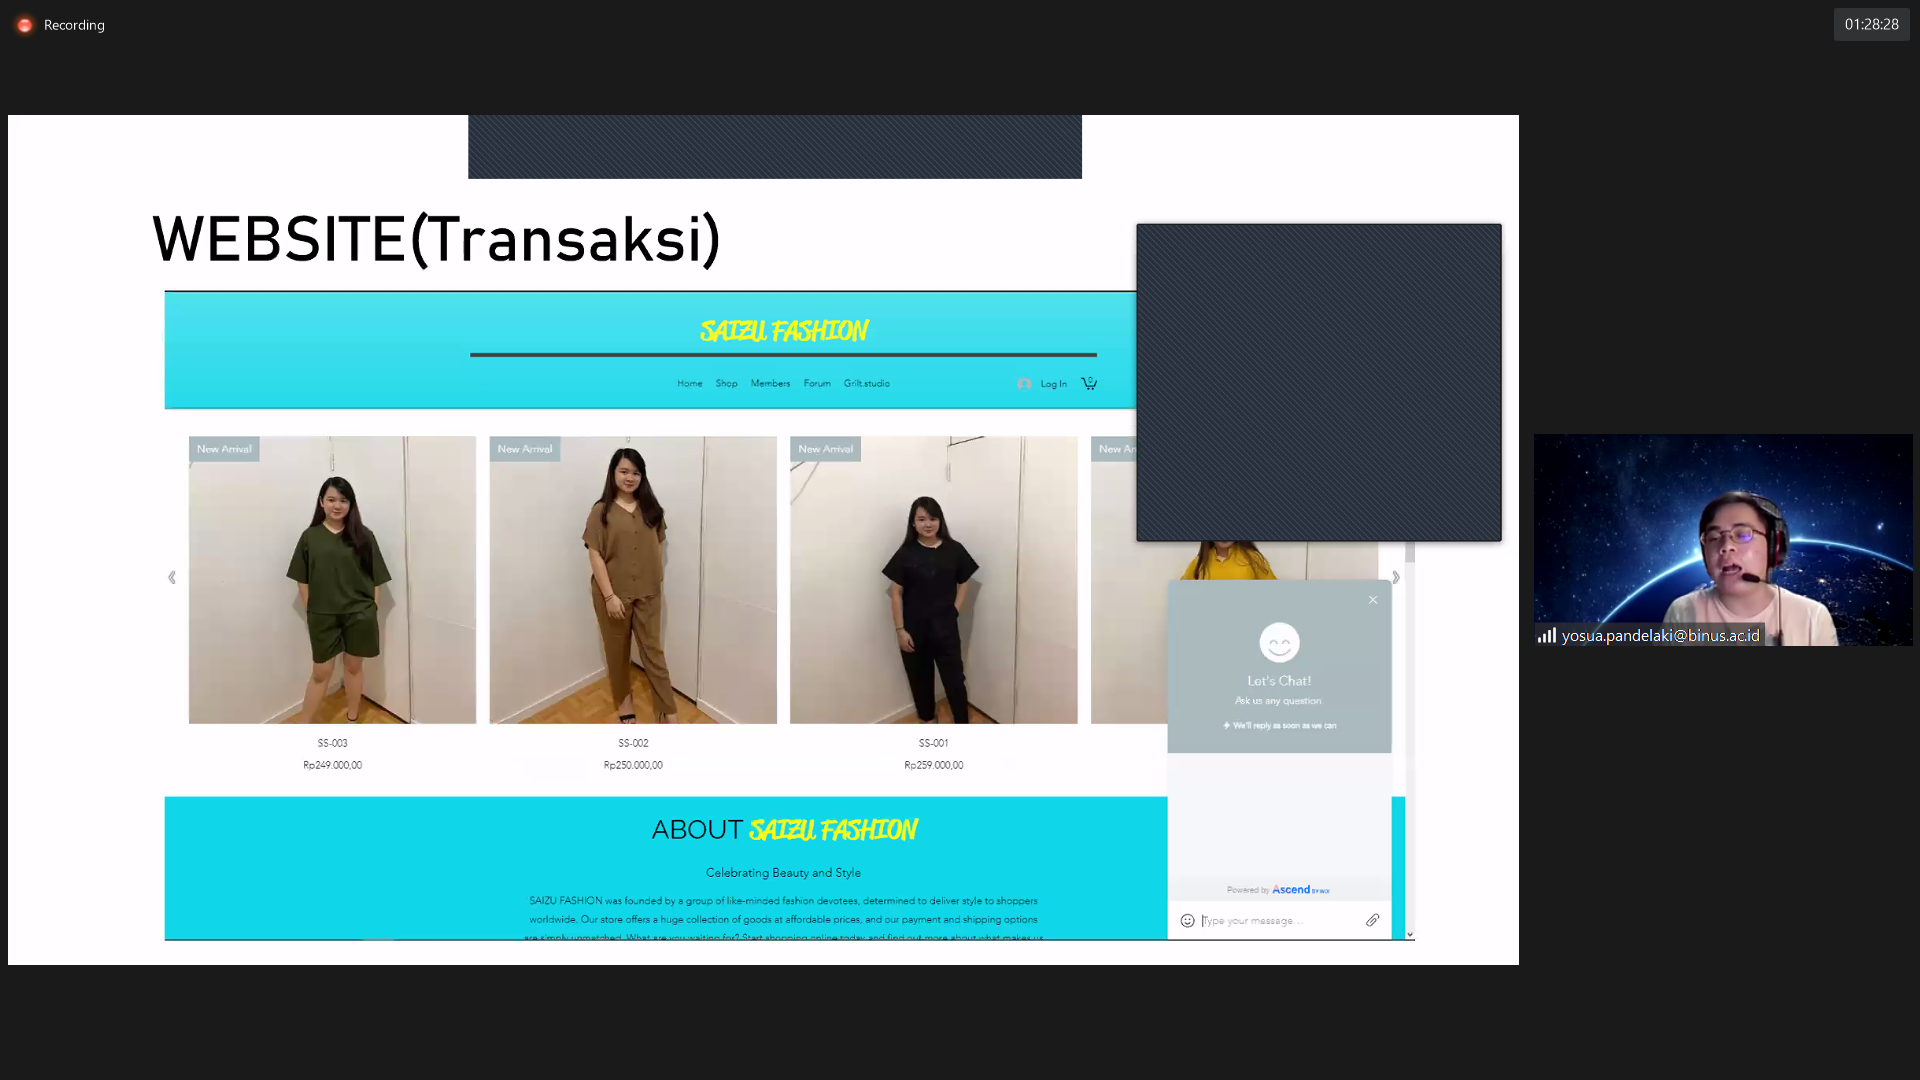 Recording
01:28:28
WEBSITE(Transaksi)
SAIZU FASHION
Home Shop Members Forum Grilt.studio Log In 0
New Arrival New Arrival New Arrival New Ar
SS-003 SS-002 SS-001
Rp249.000,00 Rp250.000,00 Rp259.000,00
Let's Chat!
Ask us any question
We'll reply as soon as we can
Powered by Ascend BY WIX
Type your message...
ABOUT SAIZU FASHION
Celebrating Beauty and Style
SAIZU FASHION was founded by a group of like-minded fashion devotees, determined to deliver style to shoppers
worldwide. Our store offers a huge collection of goods at affordable prices, and our payment and shipping options
are simply unmatched. What are you waiting for? Start shopping online today and find out more about what makes us
yosua.pandelaki@binus.ac.id